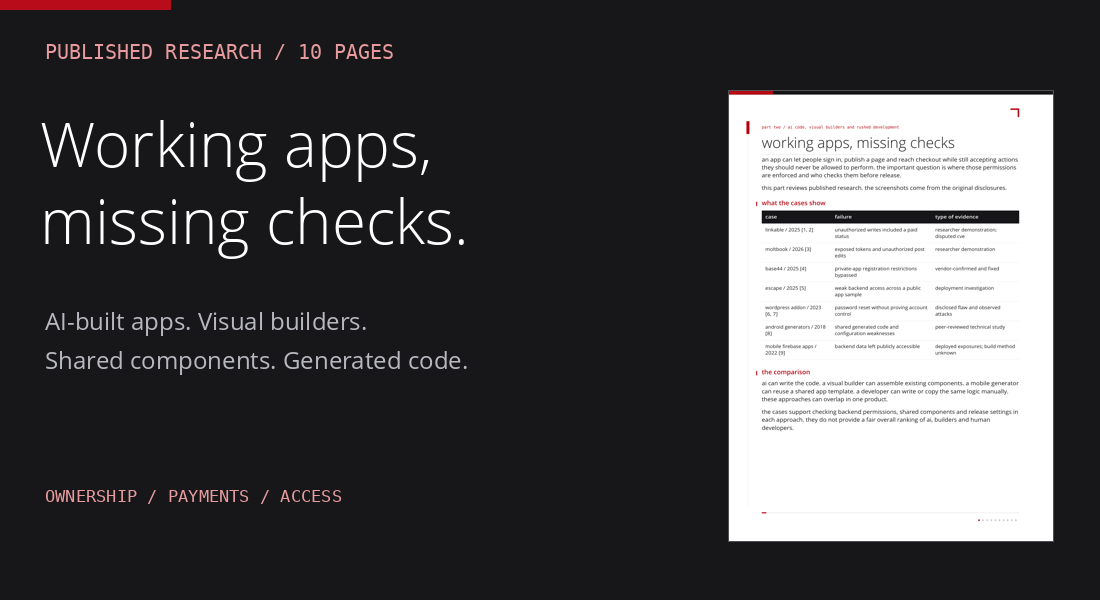 PUBLISHED RESEARCH / 10 PAGES
Working apps,
missing checks.
AI-built apps. Visual builders.
Shared components. Generated code.
OWNERSHIP / PAYMENTS / ACCESS
part two / ai code, visual builders and rushed development
working apps, missing checks
an app can let people sign in, publish a page and reach checkout while still accepting actions
they should never be allowed to perform. the important question is where those permissions
are enforced and who checks them before release.
this part reviews published research. the screenshots come from the original disclosures.
what the cases show
case failure type of evidence
linkable / 2025 [1, 2] unauthorized writes included a paid researcher demonstration;
status disputed cve
moltbook / 2026 [3] exposed tokens and unauthorized post researcher demonstration
edits
base44 / 2025 [4] private-app registration restrictions vendor-confirmed and fixed
bypassed
escape / 2025 [5] weak backend access across a public deployment investigation
app sample
wordpress addon / 2023 password reset without proving account disclosed flaw and observed
[6, 7] control attacks
android generators / 2018 shared generated code and peer-reviewed technical study
[8] configuration weaknesses
mobile firebase apps / backend data left publicly accessible deployed exposures; build method
2022 [9] unknown
the comparison
ai can write the code. a visual builder can assemble existing components. a mobile generator
can reuse a shared app template. a developer can write or copy the same logic manually.
these approaches can overlap in one product.
the cases support checking backend permissions, shared components and release settings in
each approach. they do not provide a fair overall ranking of ai, builders and human
developers.